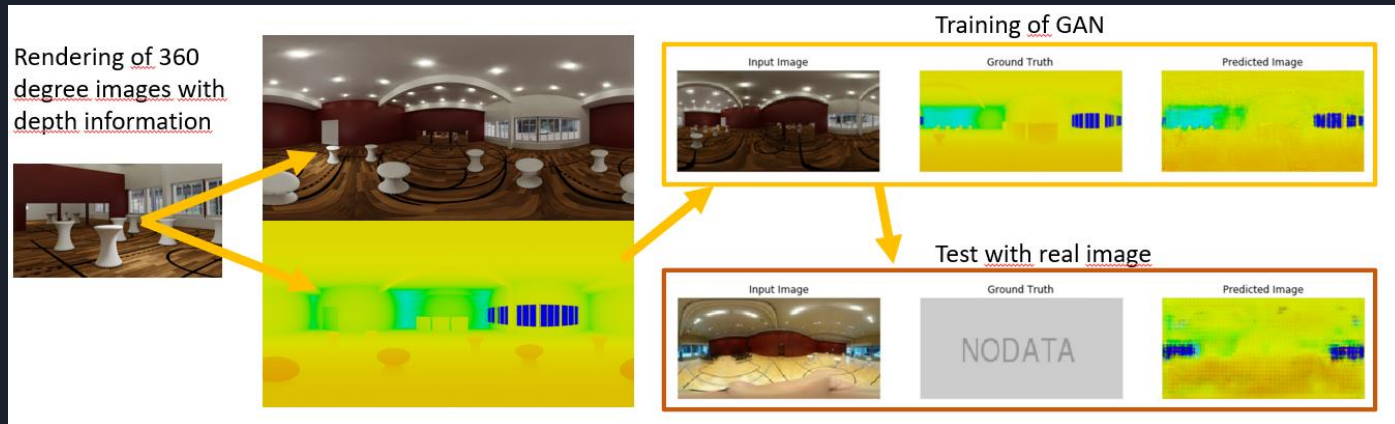 Rendering of 360
degree images with
depth information
Training of GAN
Input Image
Ground Truth
Predicted Image
Test with real image
Input Image
Ground Truth
Predicted Image
NODATA